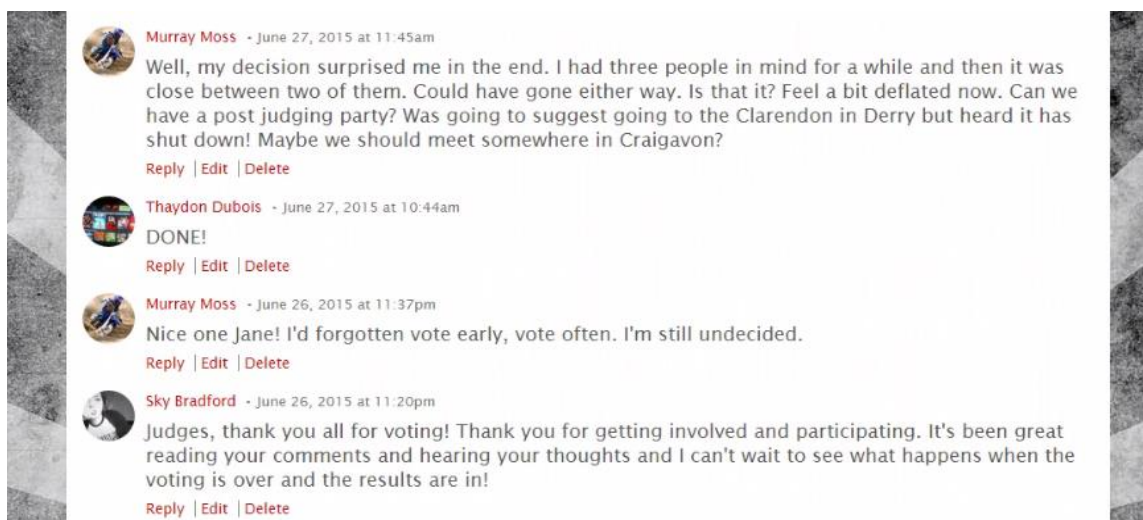 Murray Moss - June 27, 2015 at 11:45am
Well, my decision surprised me in the end. I had three people in mind for a while and then it was
close between two of them. Could have gone either way. Is that it? Feel a bit deflated now. Can we
have a post judging party? Was going to suggest going to the Clarendon in Derry but heard it has
shut down! Maybe we should meet somewhere in Craigavon?
Reply | Edit | Delete
Thaydon Dubois - June 27, 2015 at 10:44am
DONE!
Reply | Edit | Delete
Murray Moss - June 26, 2015 at 11:37pm
Nice one Jane! I'd forgotten vote early, vote often. I'm still undecided.
Reply | Edit | Delete
Sky Bradford - June 26, 2015 at 11:20pm
Judges, thank you all for voting! Thank you for getting involved and participating. It's been great
reading your comments and hearing your thoughts and I can't wait to see what happens when the
voting is over and the results are in!
Reply | Edit | Delete